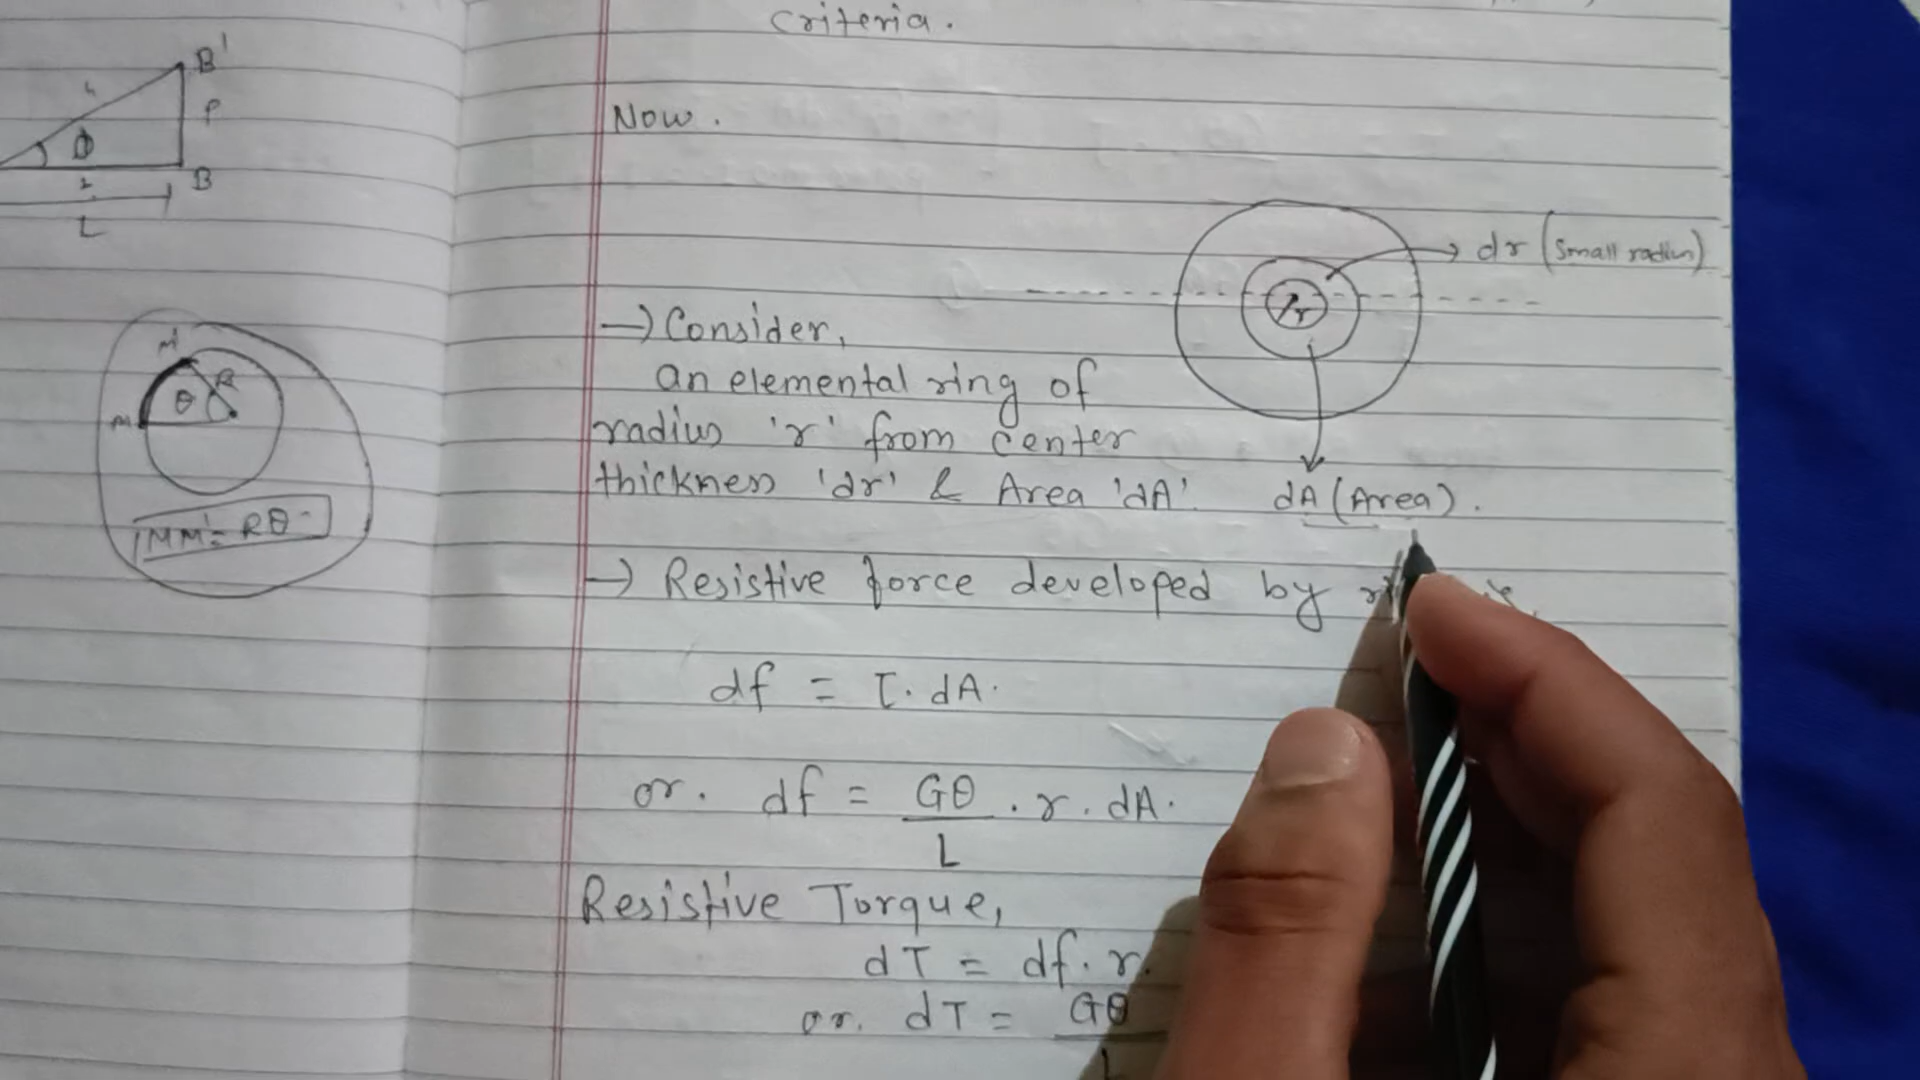 criteria.
B'
P
ϕ
B
L
Now.
dr (small radius)
r
→ Consider,
an elemental ring of
radius 'r' from center
thickness 'dr' & Area 'dA'.
dA (Area).
M'
R
θ
M
MM' = Rθ
→ Resistive force developed by
df = τ. dA.
or. df = Gθ/L . r. dA.
Resistive Torque,
dT = df. r.
or. dT = Gθ
L